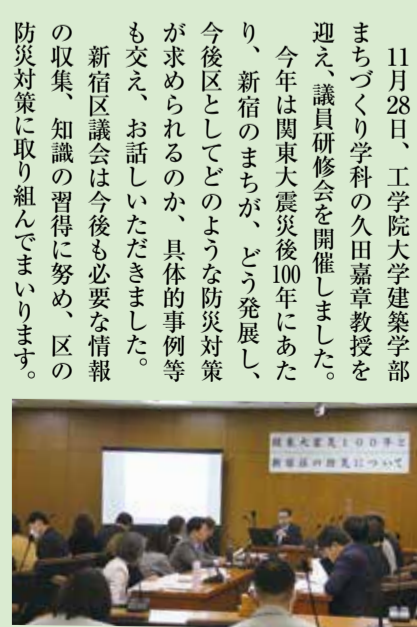 11月28日、工学院大学建築学部
まちづくり学科の久田嘉章教授を
迎え、議員研修会を開催しました。
今年は関東大震災後100年にあた
り、新宿のまちが、どう発展し、
今後区としてどのような防災対策
が求められるのか、具体的事例等
も交え、お話しいただきました。
新宿区議会は今後も必要な情報
の収集、知識の習得に努め、区の
防災対策に取り組んでまいります。
関東大震災100年と
新宿区の防災について